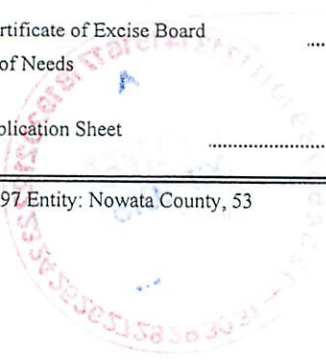 rtificate of Excise Board ....
of Needs
plication Sheet ..............................
97 Entity: Nowata County, 53